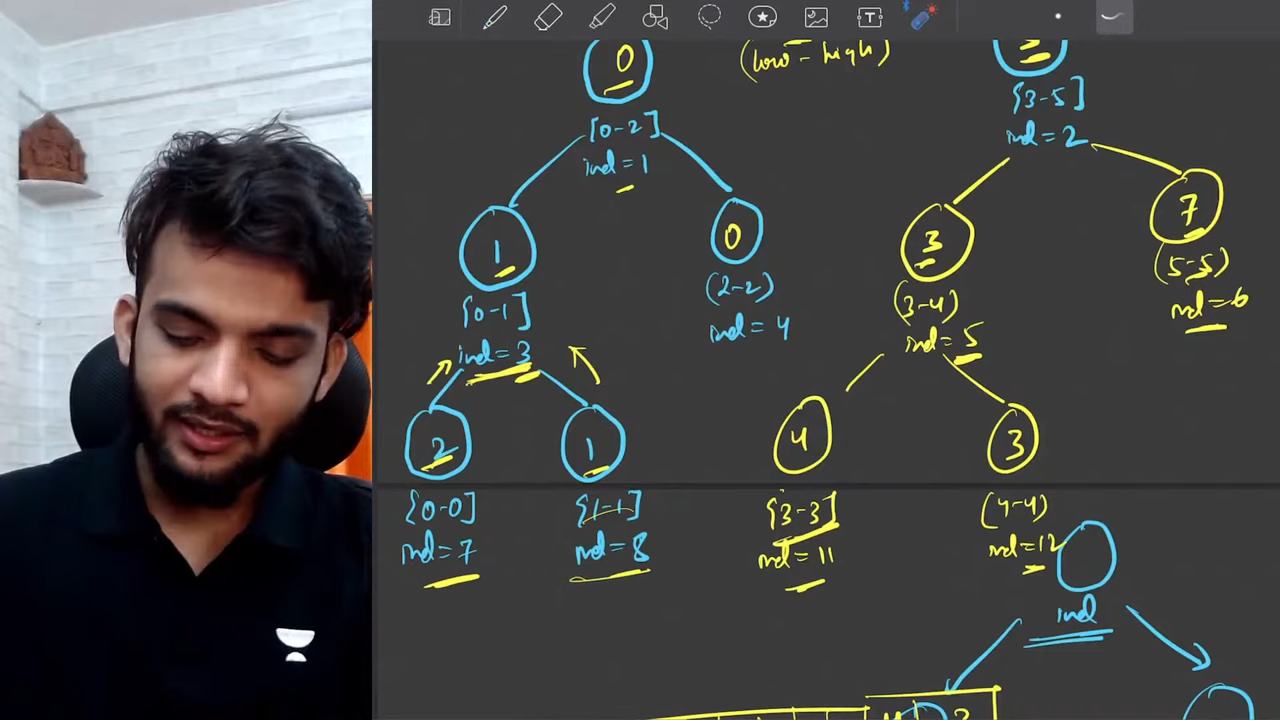 0
(low - high)
[0-2]
ind = 1
[3-5]
ind = 2
1
0
3
7
[0-1]
ind = 3
(2-2)
ind = 4
(3-4)
ind = 5
(5-5)
ind = 6
2
1
4
3
[0-0]
ind = 7
[1-1]
ind = 8
[3-3]
ind = 11
(4-4)
ind = 12
ind
3